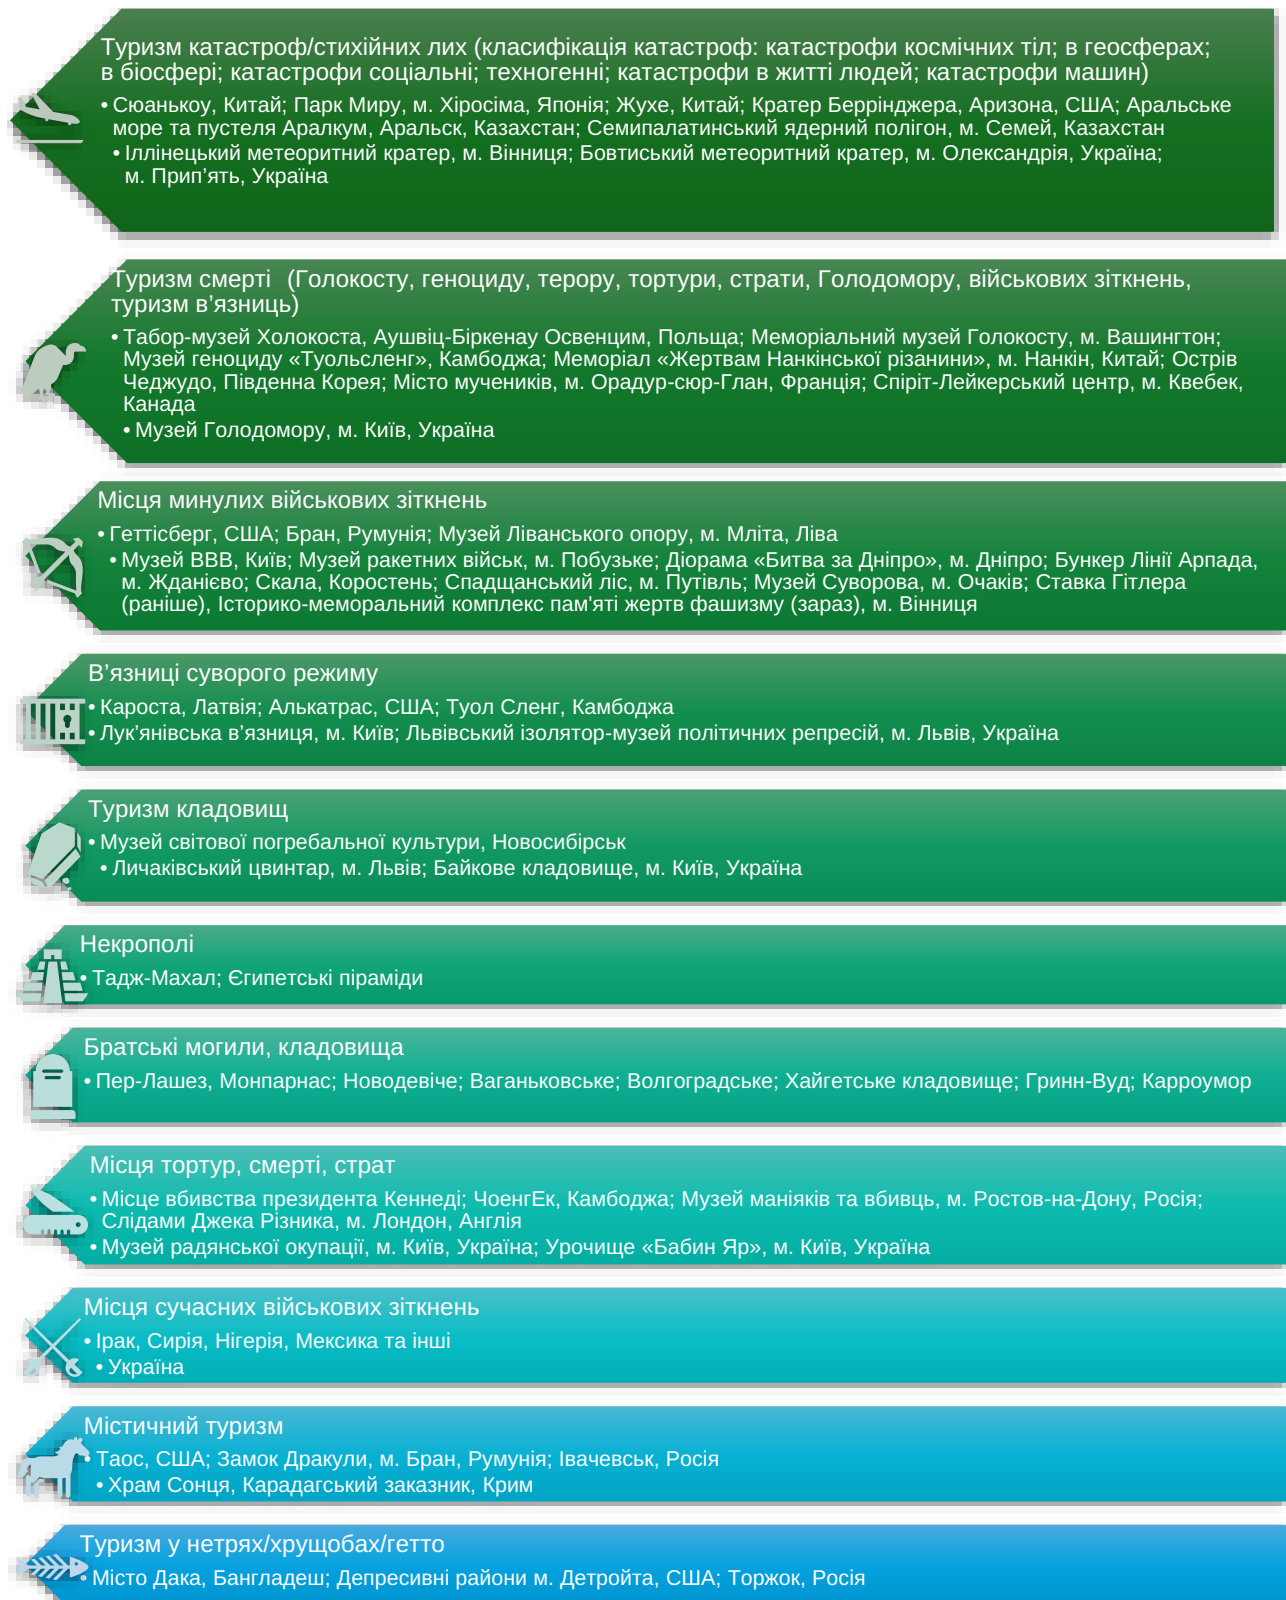 Туризм катастроф/стихійних лих (класифікація катастроф: катастрофи космічних тіл; в геосферах;
в біосфері; катастрофи соціальні; техногенні; катастрофи в житті людей; катастрофи машин)
• Сюанькоу, Китай; Парк Миру, м. Хіросіма, Японія; Жухе, Китай; Кратер Беррінджера, Аризона, США; Аральське
море та пустеля Аралкум, Аральск, Казахстан; Семипалатинський ядерний полігон, м. Семей, Казахстан
• Іллінецький метеоритний кратер, м. Вінниця; Бовтиський метеоритний кратер, м. Олександрія, Україна;
м. Прип’ять, Україна
Туризм смерті (Голокосту, геноциду, терору, тортури, страти, Голодомору, військових зіткнень,
туризм в’язниць)
• Табор-музей Холокоста, Аушвіц-Біркенау Освенцим, Польща; Меморіальний музей Голокосту, м. Вашингтон;
Музей геноциду «Туольсленг», Камбоджа; Меморіал «Жертвам Нанкінської різанини», м. Нанкін, Китай; Острів
Чеджудо, Південна Корея; Місто мучеників, м. Орадур-сюр-Глан, Франція; Спіріт-Лейкерський центр, м. Квебек,
Канада
• Музей Голодомору, м. Київ, Україна
Місця минулих військових зіткнень
• Геттісберг, США; Бран, Румунія; Музей Ліванського опору, м. Мліта, Ліва
• Музей ВВВ, Київ; Музей ракетних військ, м. Побузьке; Діорама «Битва за Дніпро», м. Дніпро; Бункер Лінії Арпада,
м. Жданієво; Скала, Коростень; Спадщанський ліс, м. Путівль; Музей Суворова, м. Очаків; Ставка Гітлера
(раніше), Історико-меморальний комплекс пам'яті жертв фашизму (зараз), м. Вінниця
В’язниці суворого режиму
• Кароста, Латвія; Алькатрас, США; Туол Сленг, Камбоджа
• Лук’янівська в’язниця, м. Київ; Львівський ізолятор-музей політичних репресій, м. Львів, Україна
Туризм кладовищ
• Музей світової погребальної культури, Новосибірськ
• Личаківський цвинтар, м. Львів; Байкове кладовище, м. Київ, Україна
Некрополі
• Тадж-Махал; Єгипетські піраміди
Братські могили, кладовища
• Пер-Лашез, Монпарнас; Новодевіче; Ваганьковське; Волгоградське; Хайгетське кладовище; Гринн-Вуд; Карроумор
Місця тортур, смерті, страт
• Місце вбивства президента Кеннеді; ЧоенгЕк, Камбоджа; Музей маніяків та вбивць, м. Ростов-на-Дону, Росія;
Слідами Джека Різника, м. Лондон, Англія
• Музей радянської окупації, м. Київ, Україна; Урочище «Бабин Яр», м. Київ, Україна
Місця сучасних військових зіткнень
• Ірак, Сирія, Нігерія, Мексика та інші
• Україна
Містичний туризм
• Таос, США; Замок Дракули, м. Бран, Румунія; Івачевськ, Росія
• Храм Сонця, Карадагський заказник, Крим
Туризм у нетрях/хрущобах/гетто
• Місто Дака, Бангладеш; Депресивні райони м. Детройта, США; Торжок, Росія